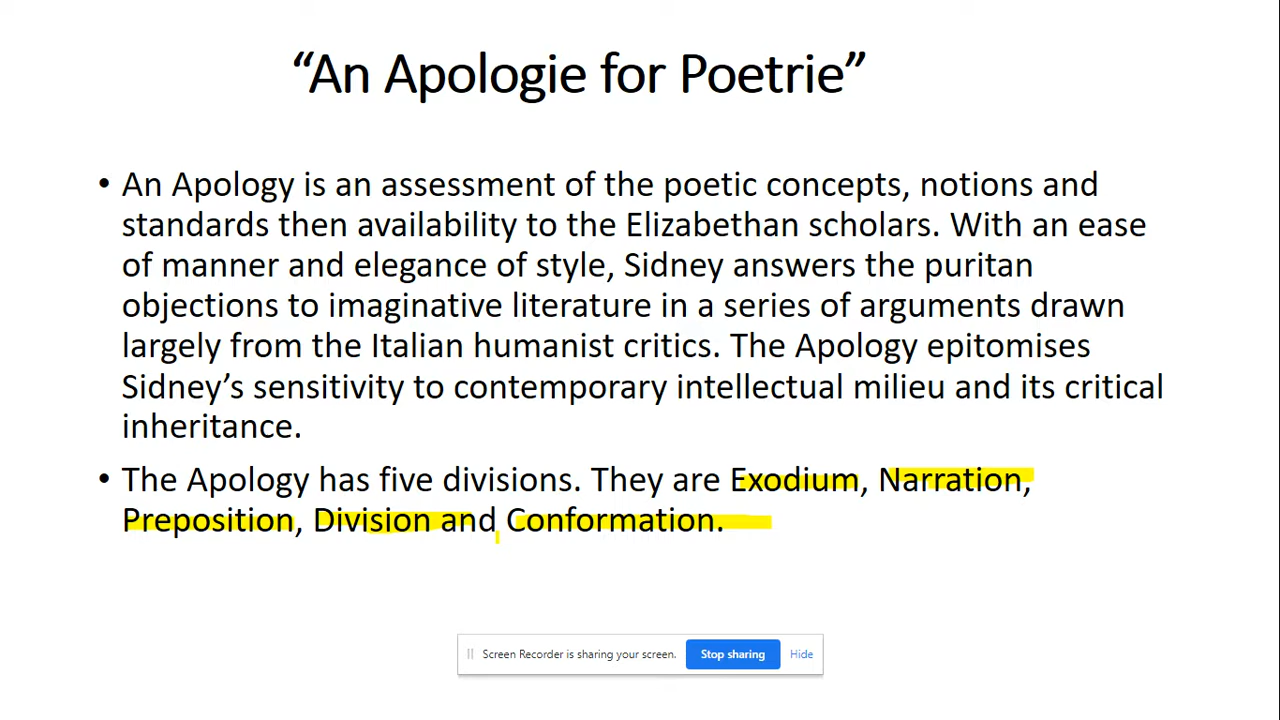 “An Apologie for Poetrie”
• An Apology is an assessment of the poetic concepts, notions and
standards then availability to the Elizabethan scholars. With an ease
of manner and elegance of style, Sidney answers the puritan
objections to imaginative literature in a series of arguments drawn
largely from the Italian humanist critics. The Apology epitomises
Sidney’s sensitivity to contemporary intellectual milieu and its critical
inheritance.
• The Apology has five divisions. They are Exodium, Narration,
Preposition, Division and Conformation.
Screen Recorder is sharing your screen. Stop sharing Hide